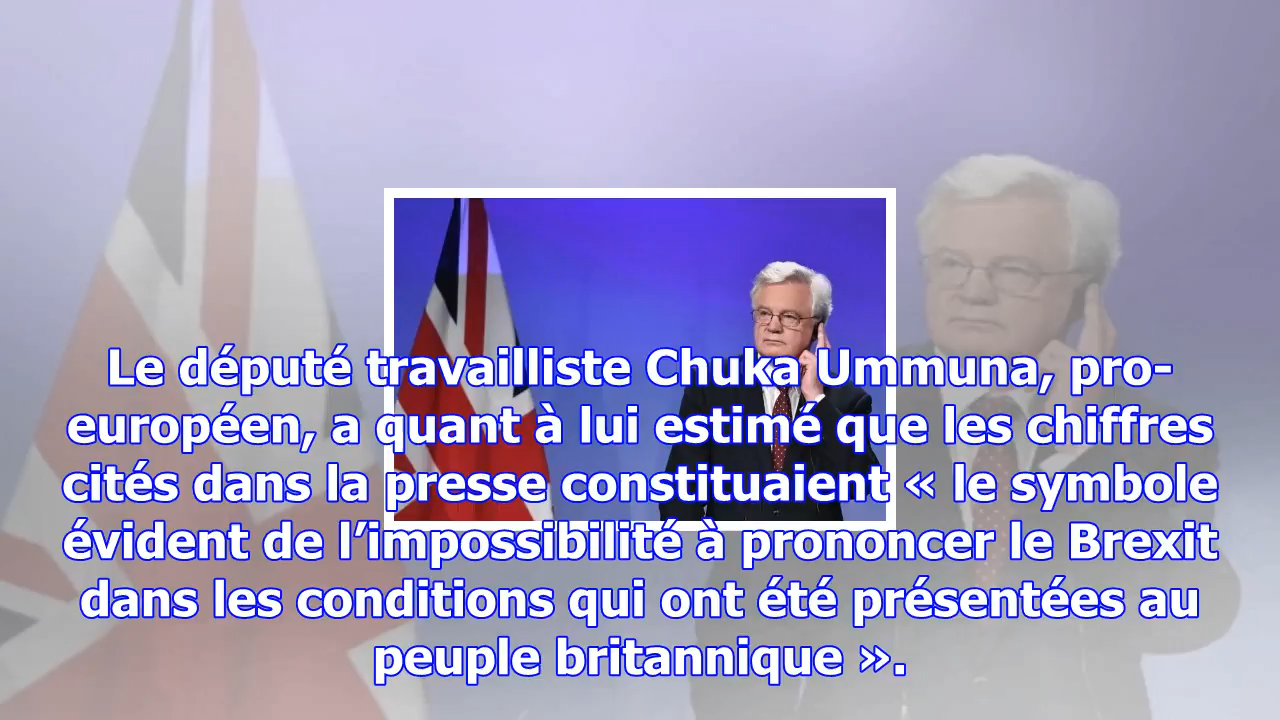 Le député travailliste Chuka Ummuna, pro-
européen, a quant à lui estimé que les chiffres
cités dans la presse constituaient « le symbole
évident de l’impossibilité à prononcer le Brexit
dans les conditions qui ont été présentées au
peuple britannique ».